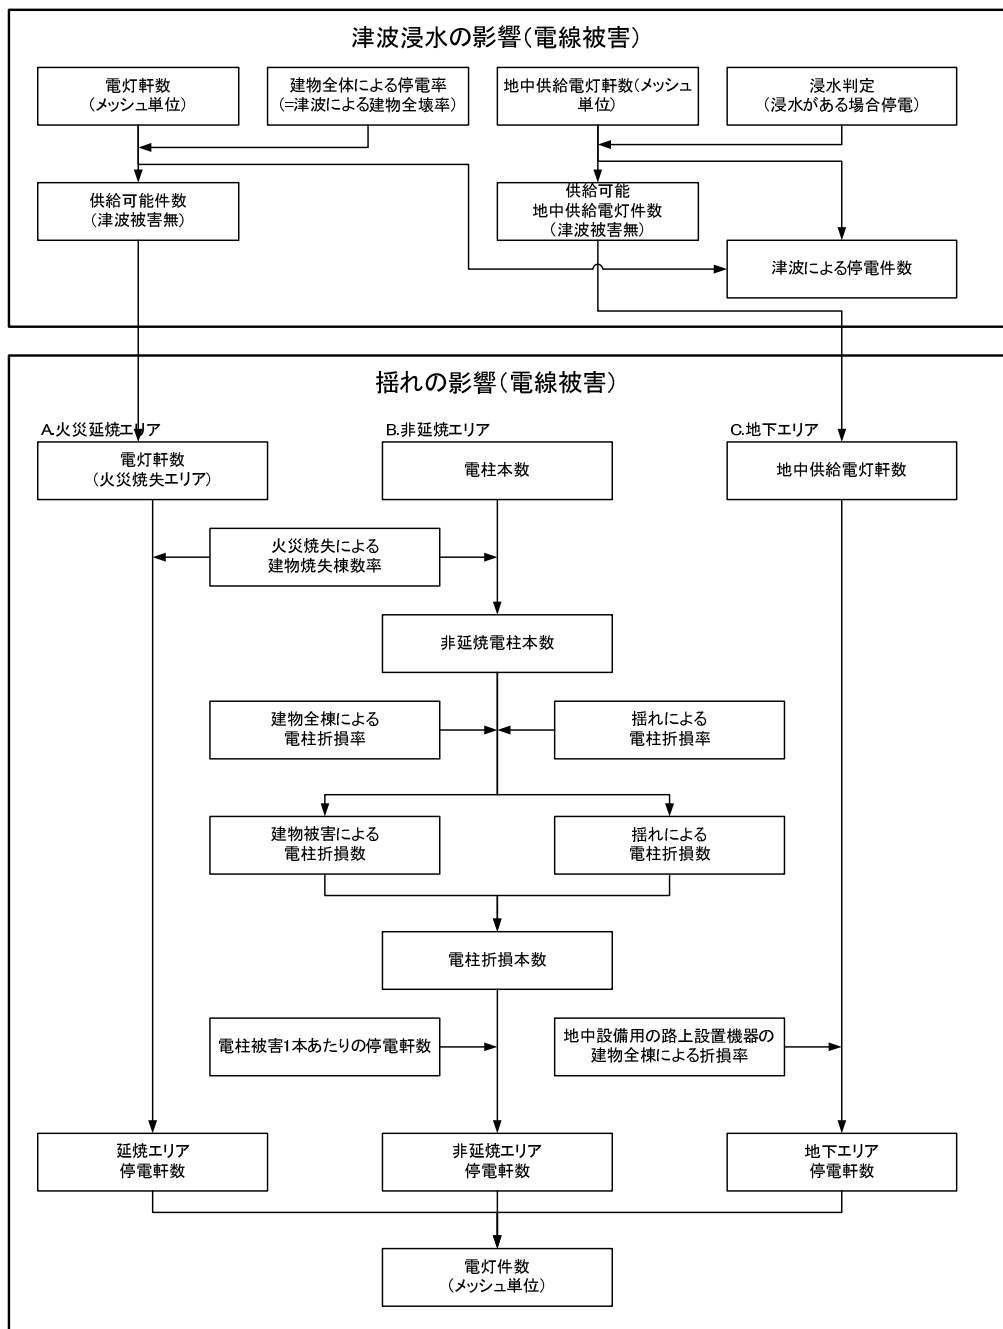 津波浸水の影響(電線被害)
電灯軒数
(メッシュ単位)
建物全体による停電率
(=津波による建物全壊率)
地中供給電灯軒数(メッシュ
単位)
浸水判定
(浸水がある場合停電)
供給可能件数
(津波被害無)
供給可能
地中供給電灯件数
(津波被害無)
津波による停電件数
揺れの影響(電線被害)
A.火災延焼エリア
B.非延焼エリア
C.地下エリア
電灯軒数
(火災焼失エリア)
電柱本数
地中供給電灯軒数
火災焼失による
建物焼失棟数率
非延焼電柱本数
建物全棟による
電柱折損率
揺れによる
電柱折損率
建物被害による
電柱折損数
揺れによる
電柱折損数
電柱折損本数
電柱被害1本あたりの停電軒数
地中設備用の路上設置機器の
建物全棟による折損率
延焼エリア
停電軒数
非延焼エリア
停電軒数
地下エリア
停電軒数
電灯件数
(メッシュ単位)